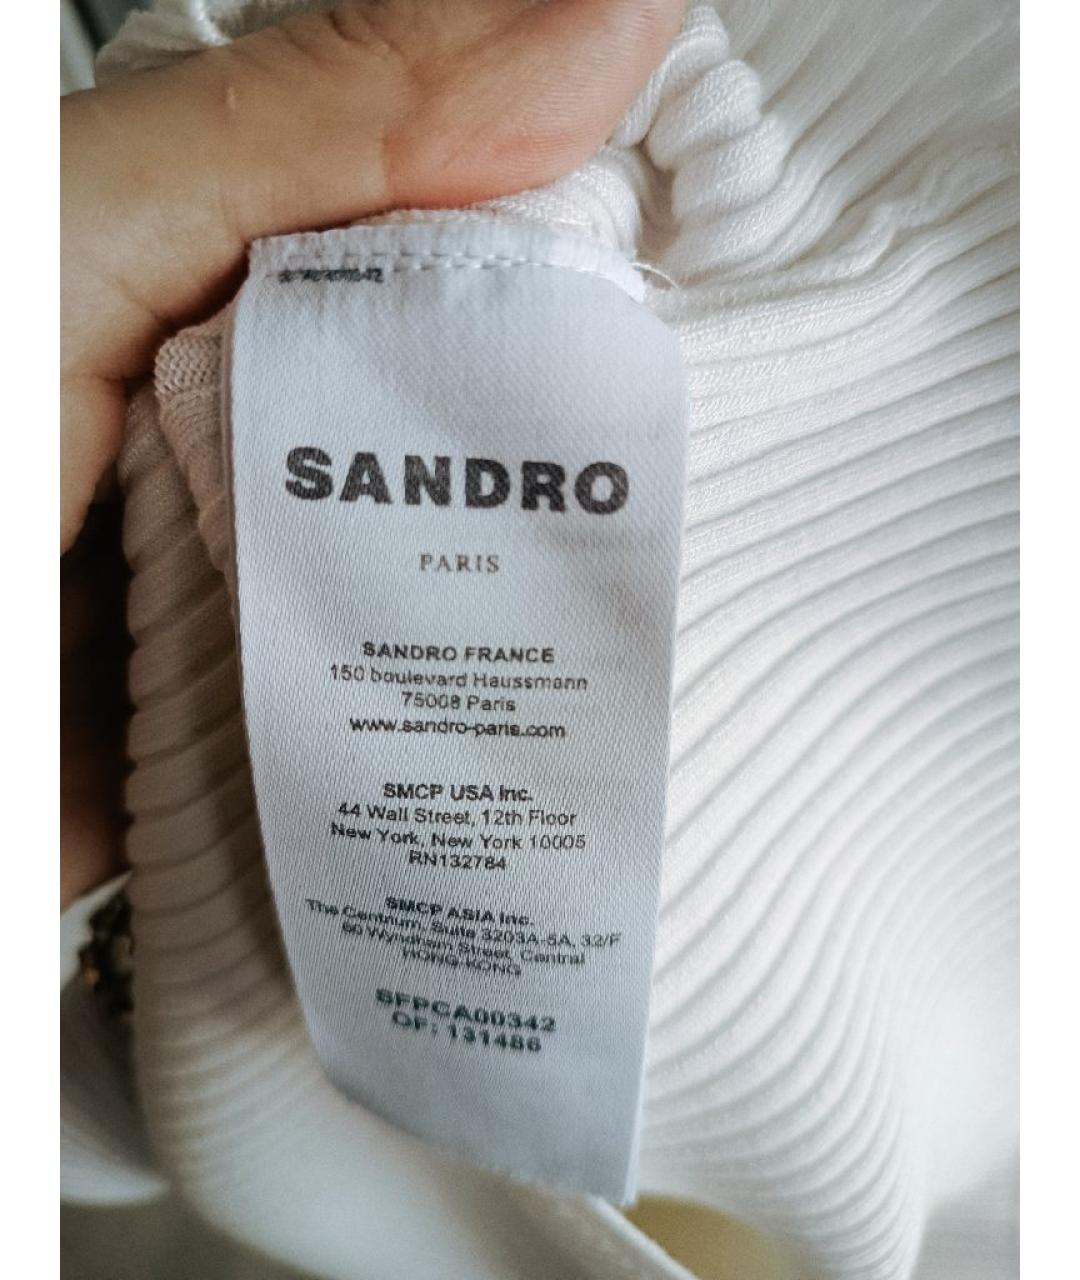 SANDRO
PARIS
SANDRO FRANCE
150 boulevard Haussmann
75008 Paris
www.sandro-paris.com
SMCP USA Inc.
44 Wall Street, 12th Floor
New York, New York 10005
RN132784
SMCP ASIA Inc.
The Centrum, Suite 3203A-5A, 32/F
60 Wyndham Street, Central
HONG-KONG
SFPCA00342
OF: 131486